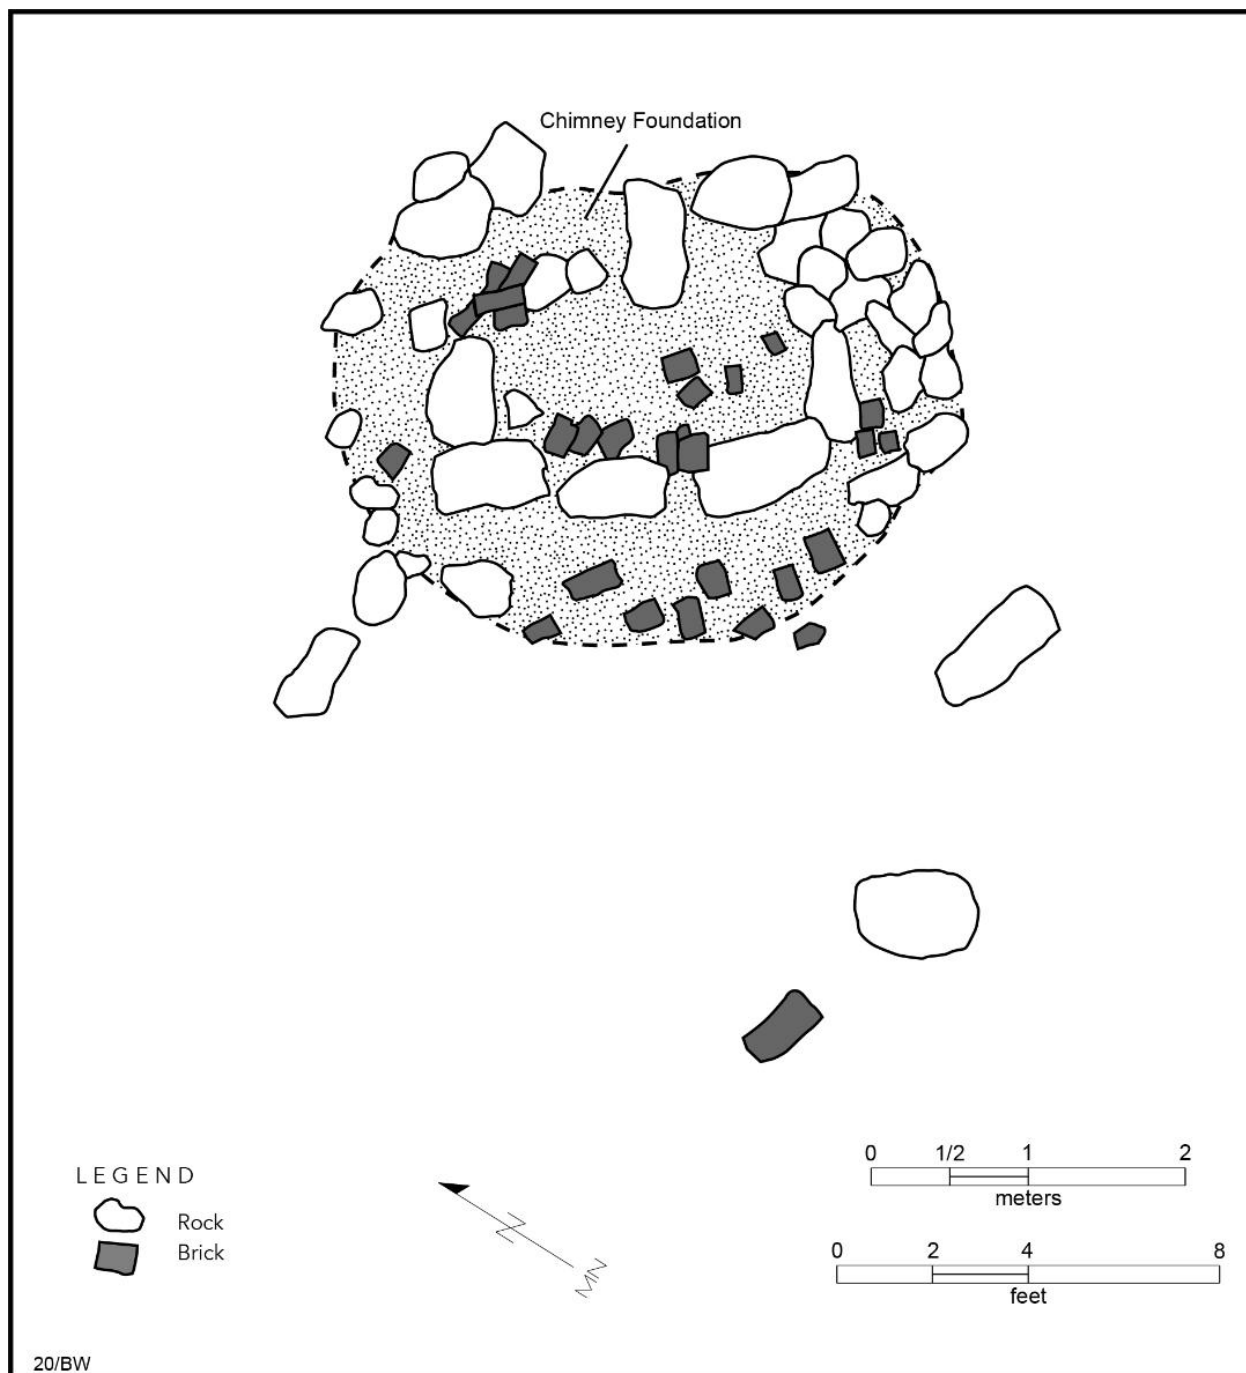 Chimney Foundation
LEGEND
Rock
Brick
N
MN
0 1/2 1 2
meters
0 2 4 8
feet
20/BW